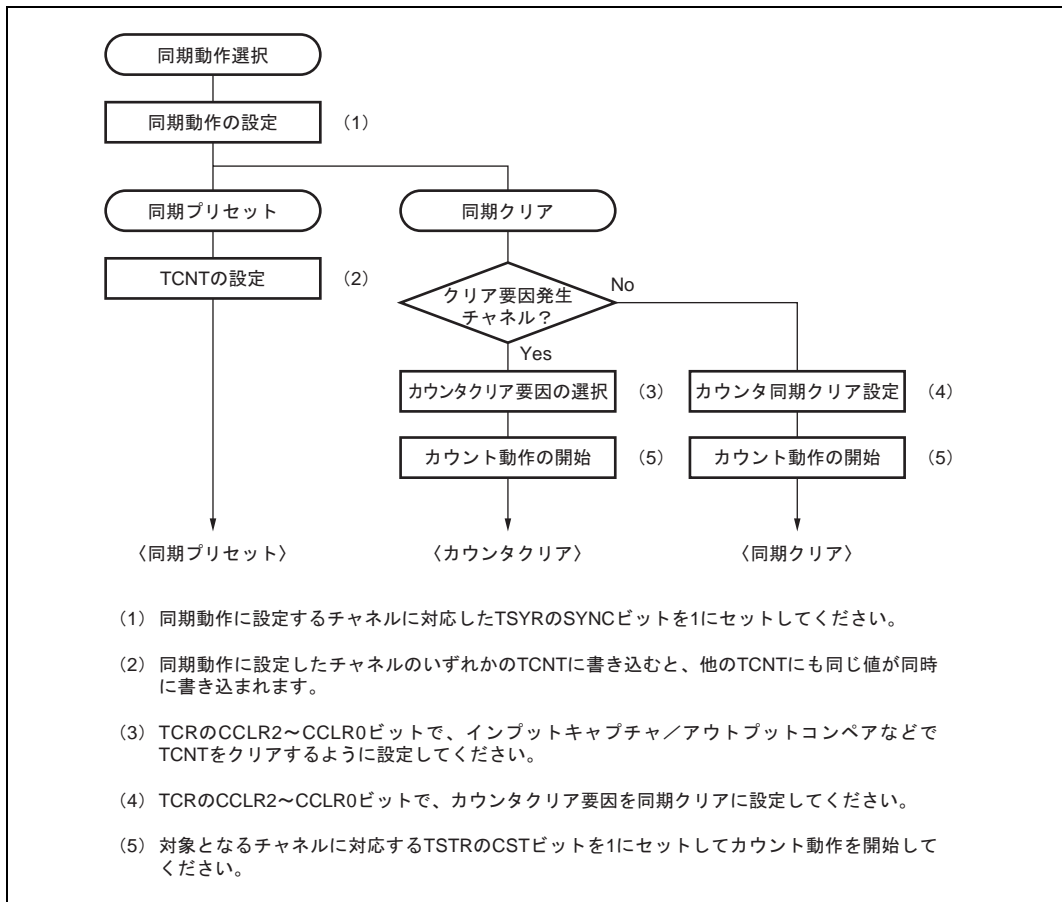 同期動作選択
同期動作の設定 （1）
同期プリセット
同期クリア
TCNTの設定 （2）
クリア要因発生
チャネル？
No
Yes
カウンタクリア要因の選択 （3）
カウンタ同期クリア設定 （4）
カウント動作の開始 （5）
カウント動作の開始 （5）
〈同期プリセット〉
〈カウンタクリア〉
〈同期クリア〉
（1） 同期動作に設定するチャネルに対応したTSYRのSYNCビットを1にセットしてください。
（2） 同期動作に設定したチャネルのいずれかのTCNTに書き込むと、他のTCNTにも同じ値が同時
に書き込まれます。
（3） TCRのCCLR2～CCLR0ビットで、インプットキャプチャ／アウトプットコンペアなどで
TCNTをクリアするように設定してください。
（4） TCRのCCLR2～CCLR0ビットで、カウンタクリア要因を同期クリアに設定してください。
（5） 対象となるチャネルに対応するTSTRのCSTビットを1にセットしてカウント動作を開始して
ください。